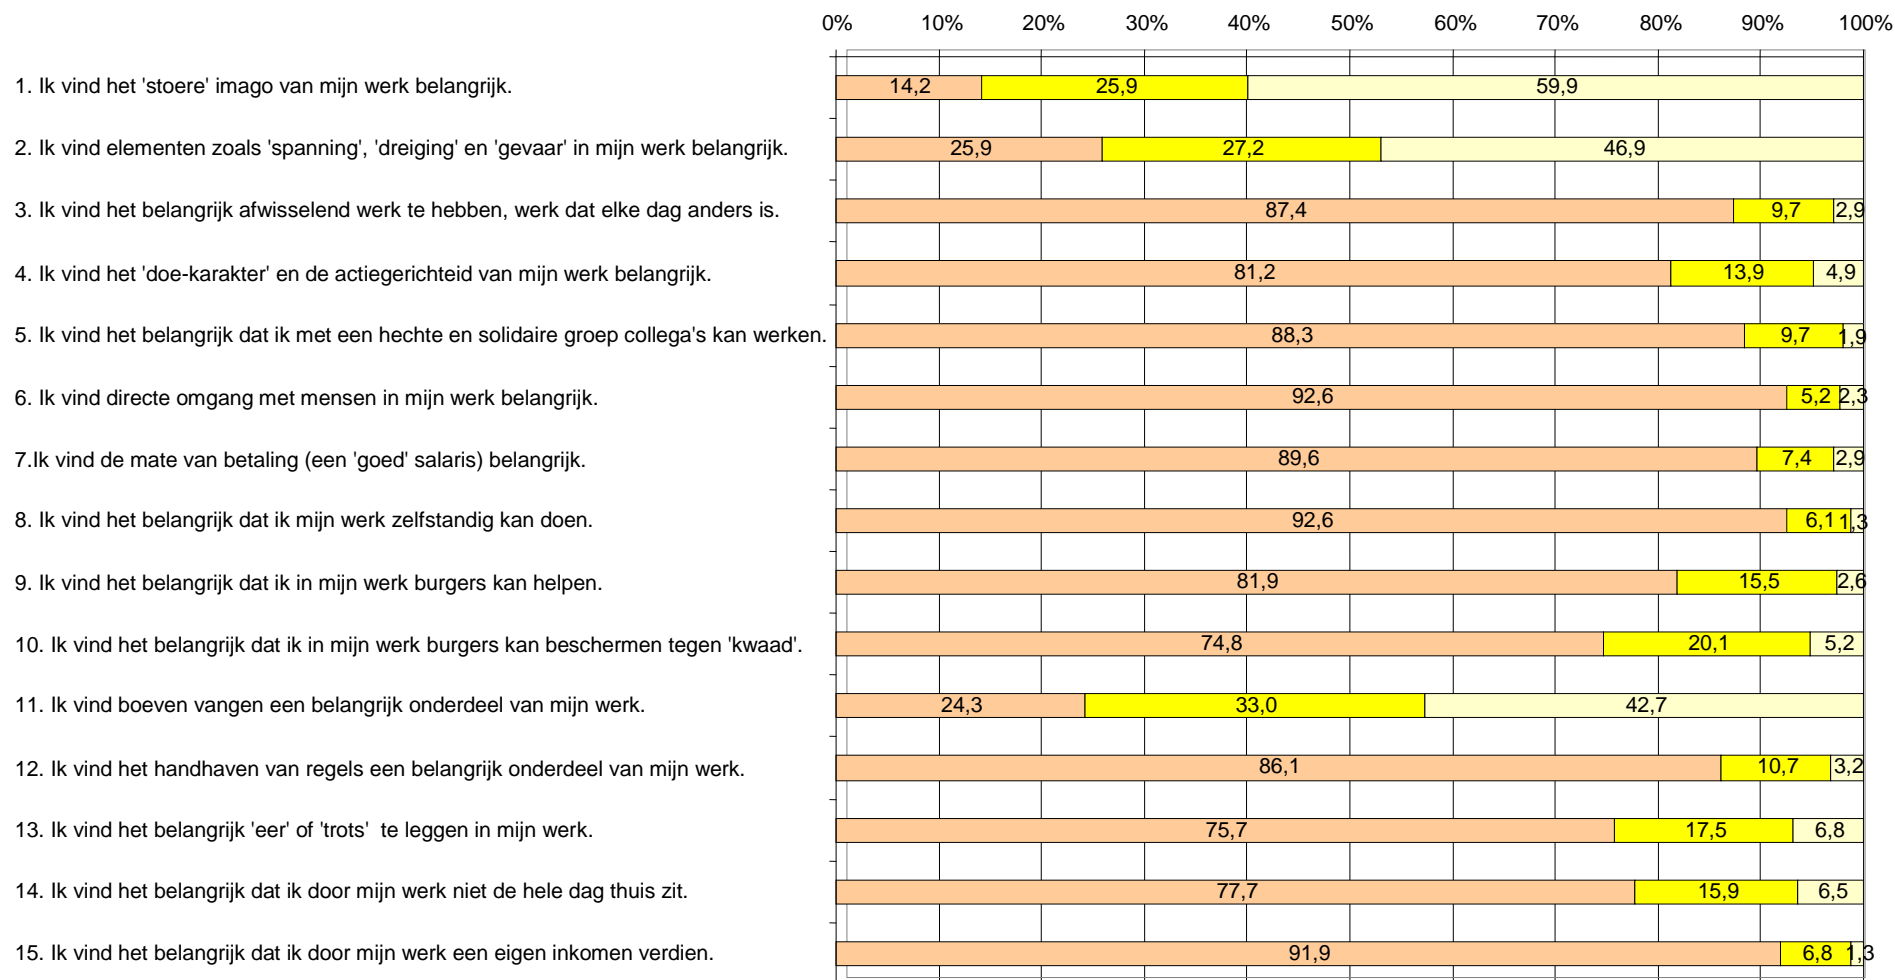 0% 10% 20% 30% 40% 50% 60% 70% 80% 90% 100%
1. Ik vind het 'stoere' imago van mijn werk belangrijk. 14,2 25,9 59,9
2. Ik vind elementen zoals 'spanning', 'dreiging' en 'gevaar' in mijn werk belangrijk. 25,9 27,2 46,9
3. Ik vind het belangrijk afwisselend werk te hebben, werk dat elke dag anders is. 87,4 9,7 2,9
4. Ik vind het 'doe-karakter' en de actiegerichteid van mijn werk belangrijk. 81,2 13,9 4,9
5. Ik vind het belangrijk dat ik met een hechte en solidaire groep collega's kan werken. 88,3 9,7 1,9
6. Ik vind directe omgang met mensen in mijn werk belangrijk. 92,6 5,2 2,3
7.Ik vind de mate van betaling (een 'goed' salaris) belangrijk. 89,6 7,4 2,9
8. Ik vind het belangrijk dat ik mijn werk zelfstandig kan doen. 92,6 6,1 1,3
9. Ik vind het belangrijk dat ik in mijn werk burgers kan helpen. 81,9 15,5 2,6
10. Ik vind het belangrijk dat ik in mijn werk burgers kan beschermen tegen 'kwaad'. 74,8 20,1 5,2
11. Ik vind boeven vangen een belangrijk onderdeel van mijn werk. 24,3 33,0 42,7
12. Ik vind het handhaven van regels een belangrijk onderdeel van mijn werk. 86,1 10,7 3,2
13. Ik vind het belangrijk 'eer' of 'trots' te leggen in mijn werk. 75,7 17,5 6,8
14. Ik vind het belangrijk dat ik door mijn werk niet de hele dag thuis zit. 77,7 15,9 6,5
15. Ik vind het belangrijk dat ik door mijn werk een eigen inkomen verdien. 91,9 6,8 1,3